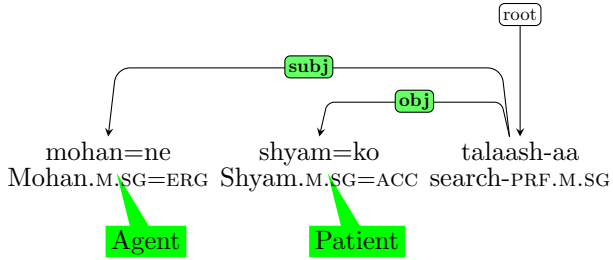 root
subj
obj
mohan=ne shyam=ko talaash-aa
Mohan.M.SG=ERG Shyam.M.SG=ACC search-PRF.M.SG
Agent Patient